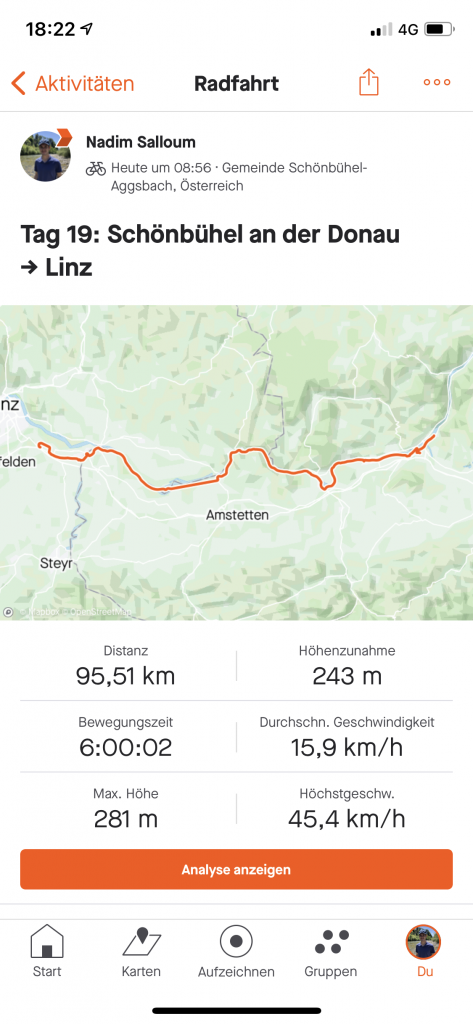 18:22
4G
Aktivitäten
Radfahrt
Nadim Salloum
Heute um 08:56 · Gemeinde Schönbühel-
Aggsbach, Österreich
Tag 19: Schönbühel an der Donau
→ Linz
nz
felden
Amstetten
Steyr
© OpenStreetMap
Distanz
Höhenzunahme
95,51 km
243 m
Bewegungszeit
Durchschn. Geschwindigkeit
6:00:02
15,9 km/h
Max. Höhe
Höchstgeschw.
281 m
45,4 km/h
Analyse anzeigen
Start
Karten
Aufzeichnen
Gruppen
Du